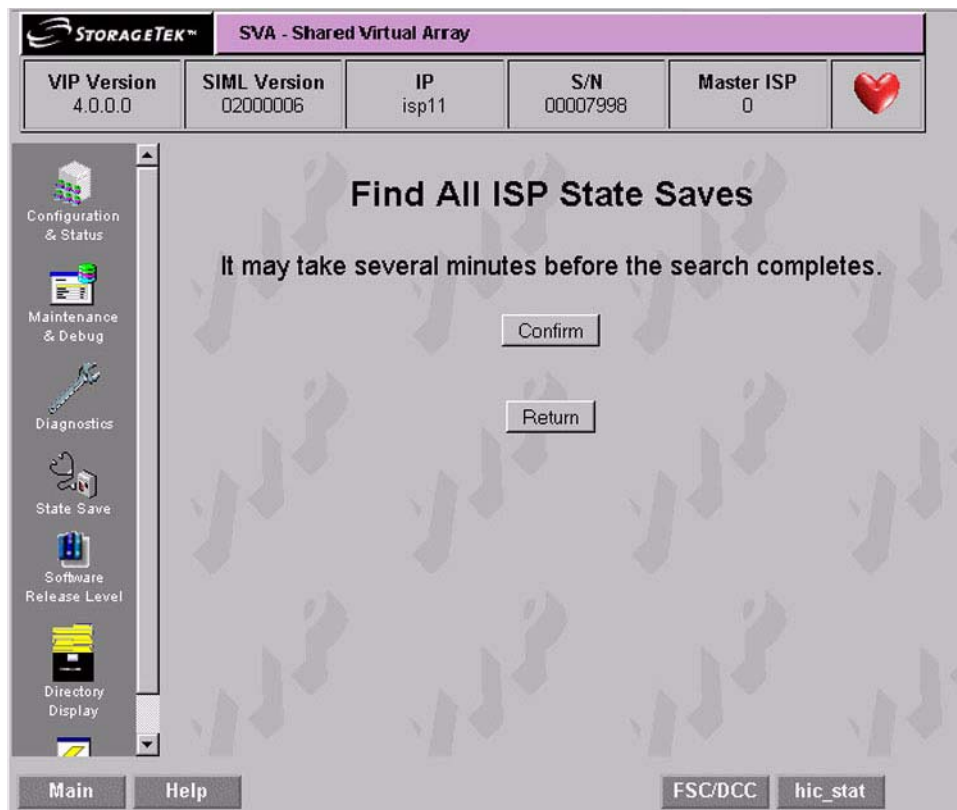 STORAGETEK™
SVA - Shared Virtual Array
VIP Version
4.0.0.0
SIML Version
02000006
IP
isp11
S/N
00007998
Master ISP
0
Configuration
& Status
Maintenance
& Debug
Diagnostics
State Save
Software
Release Level
Directory
Display
Find All ISP State Saves
It may take several minutes before the search completes.
Confirm
Return
Main
Help
FSC/DCC
hic_stat